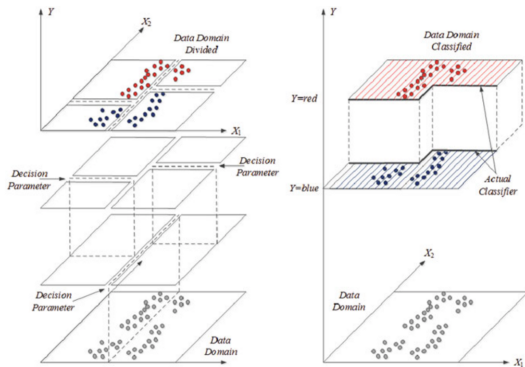 Y
X₂
Data Domain
Divided
X₁
Decision
Parameter
Decision
Parameter
Decision
Parameter
Data
Domain
Y
Data Domain
Classified
Y=red
Y=blue
Actual
Classifier
X₂
Data
Domain
X₁